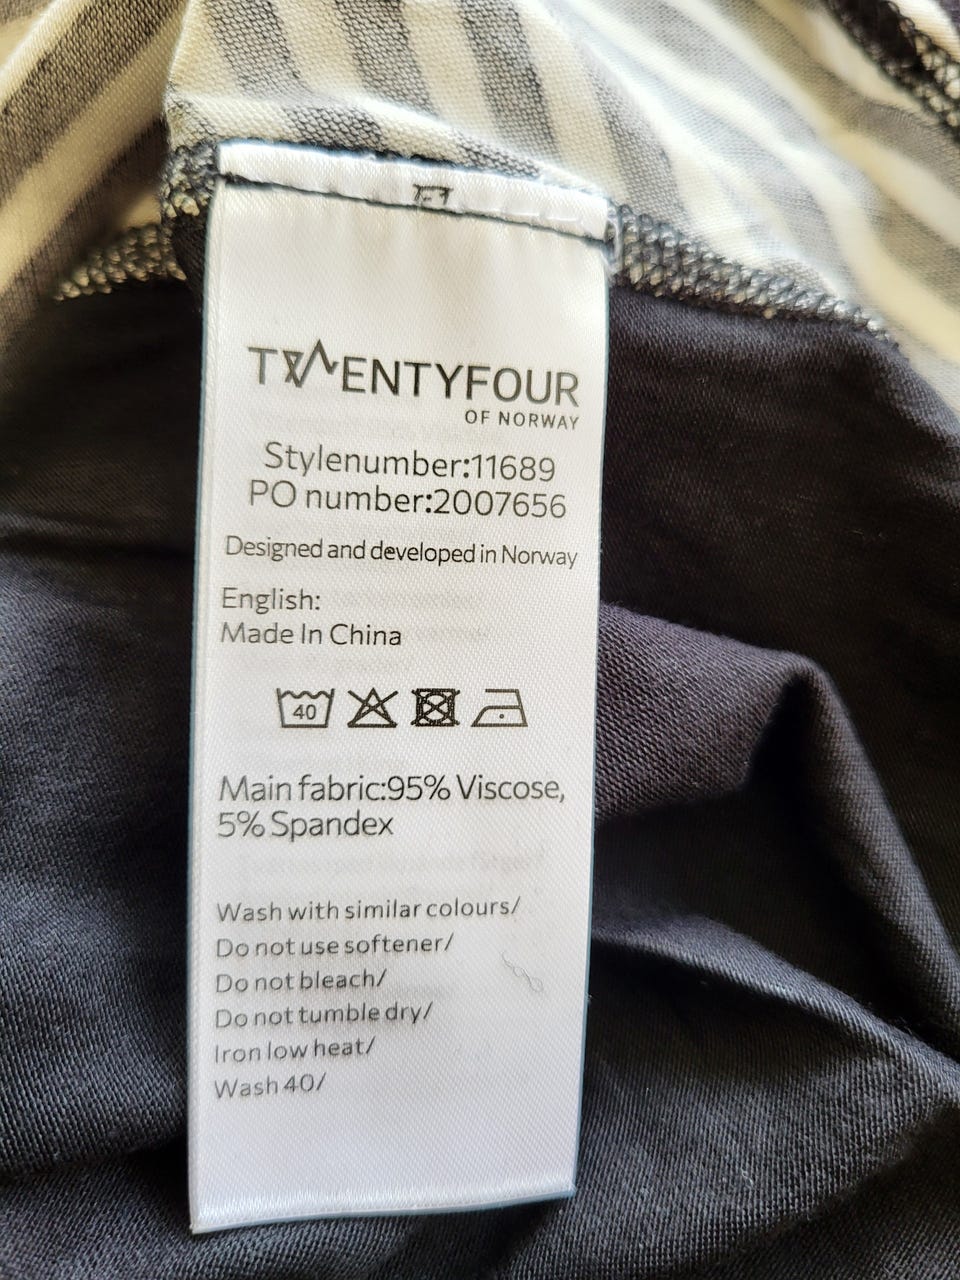 TWENTYFOUR
OF NORWAY
Stylenumber:11689
PO number:2007656
Designed and developed in Norway
English:
Made In China
40
Main fabric:95% Viscose,
5% Spandex
Wash with similar colours/
Do not use softener/
Do not bleach/
Do not tumble dry/
Iron low heat/
Wash 40/